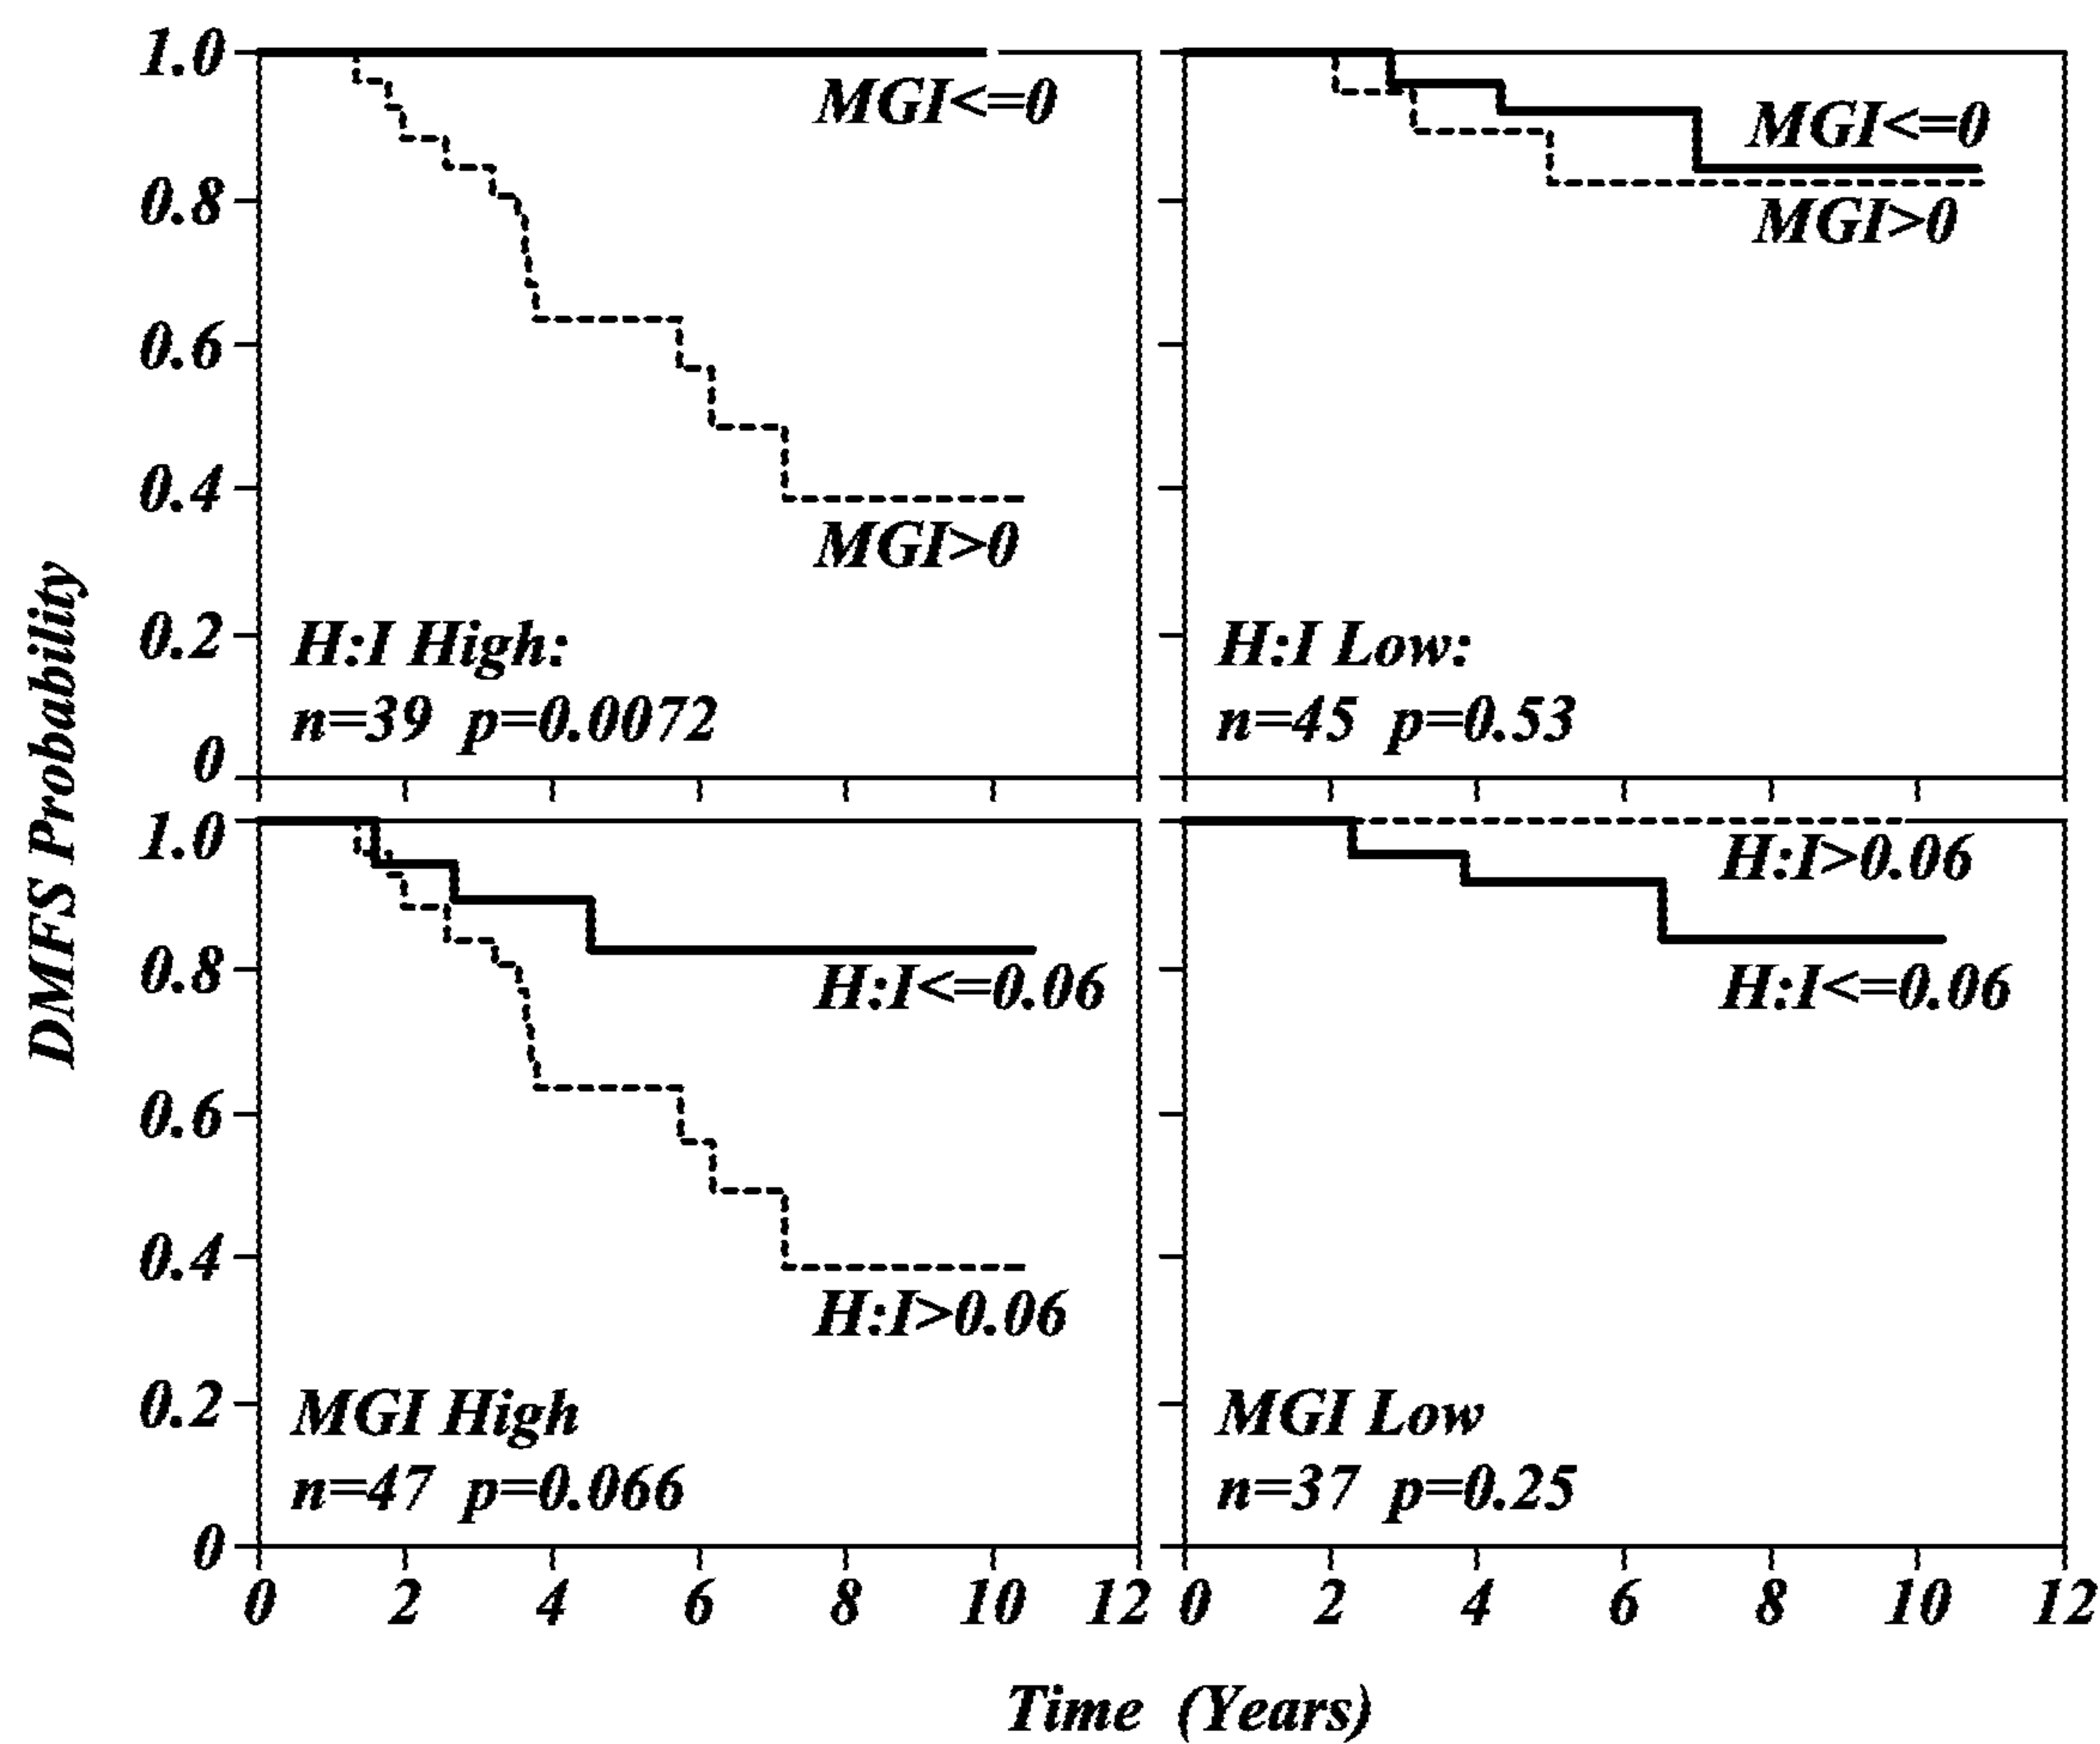 DMFS Probability
1.0
0.8
0.6
0.4
0.2
0
MGI<=0
MGI>0
H:I High:
n=39 p=0.0072
MGI<=0
MGI>0
H:I Low:
n=45 p=0.53
1.0
0.8
0.6
0.4
0.2
0
H:I<=0.06
H:I>0.06
MGI High
n=47 p=0.066
H:I>0.06
H:I<=0.06
MGI Low
n=37 p=0.25
0 2 4 6 8 10 12
0 2 4 6 8 10 12
Time (Years)